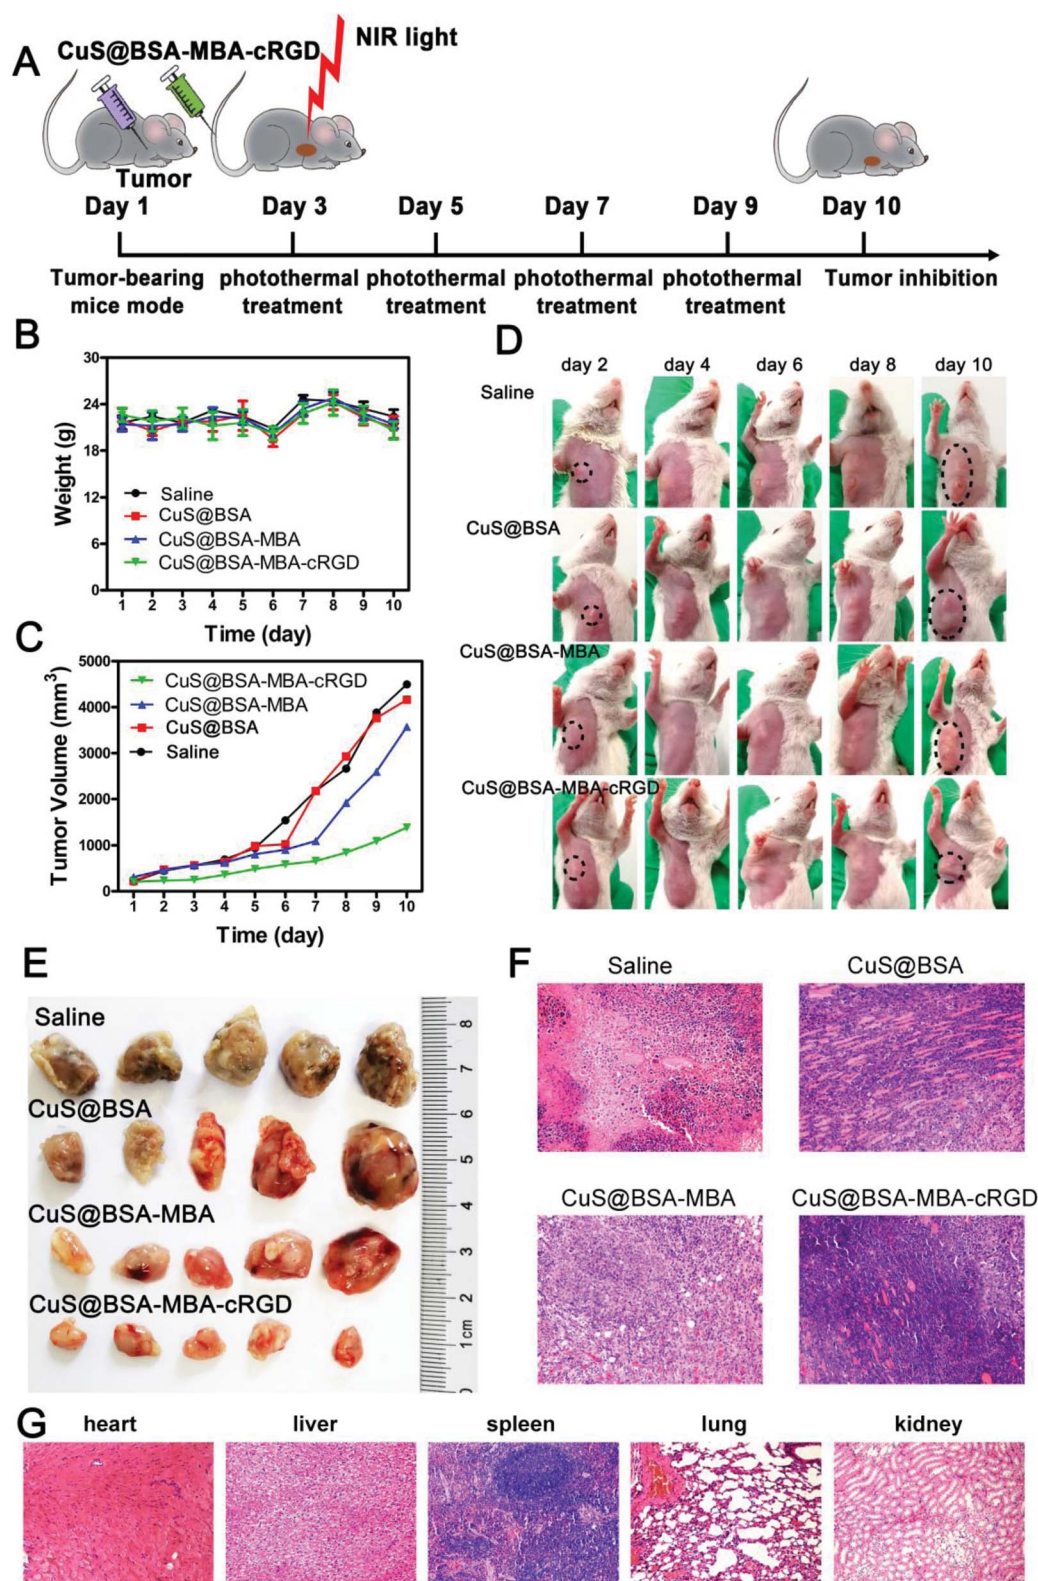 A
CuS@BSA-MBA-cRGD
NIR light
Tumor
Day 1
Day 3
Day 5
Day 7
Day 9
Day 10
Tumor-bearing
mice mode
photothermal
treatment
photothermal
treatment
photothermal
treatment
photothermal
treatment
Tumor inhibition
B
30
24
18
12
6
0
Weight (g)
Saline
CuS@BSA
CuS@BSA-MBA
CuS@BSA-MBA-cRGD
1 2 3 4 5 6 7 8 9 10
Time (day)
C
5000
4000
3000
2000
1000
0
Tumor Volume (mm³)
CuS@BSA-MBA-cRGD
CuS@BSA-MBA
CuS@BSA
Saline
1 2 3 4 5 6 7 8 9 10
Time (day)
D
day 2 day 4 day 6 day 8 day 10
Saline
CuS@BSA
CuS@BSA-MBA
CuS@BSA-MBA-cRGD
E
Saline
CuS@BSA
CuS@BSA-MBA
CuS@BSA-MBA-cRGD
8
7
6
5
4
3
2
1cm
0
F
Saline
CuS@BSA
CuS@BSA-MBA
CuS@BSA-MBA-cRGD
G
heart liver spleen lung kidney